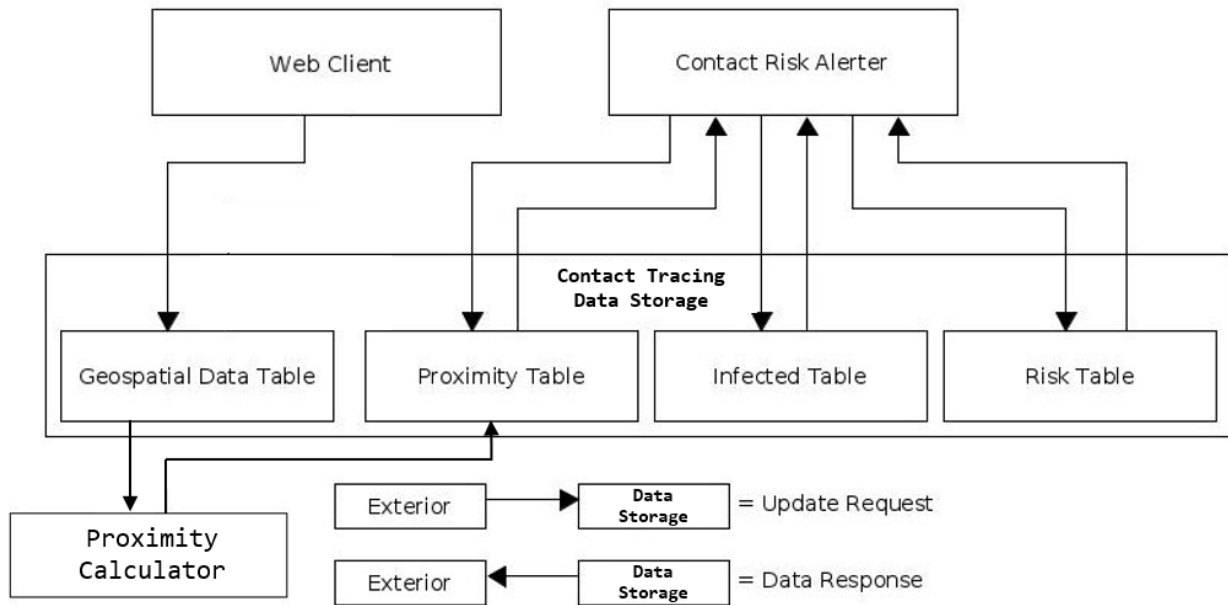 Web Client
Contact Risk Alerter
Contact Tracing
Data Storage
Geospatial Data Table
Proximity Table
Infected Table
Risk Table
Proximity
Calculator
Exterior
Data
Storage
= Update Request
Exterior
Data
Storage
= Data Response